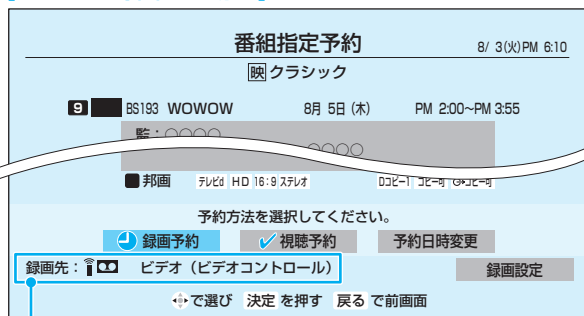 番組指定予約 8/ 3(火)PM 6:10
映 クラシック
9 BS193 WOWOW 8月 5日 (木) PM 2:00~PM 3:55
監:○○○○
○○○○
邦画 テレビd HD 16:9 ステレオ Dコピー1 コピー可
予約方法を選択してください。
録画予約 視聴予約 予約日時変更
録画先: ビデオ(ビデオコントロール) 録画設定
で選び 決定 を押す 戻る で前画面